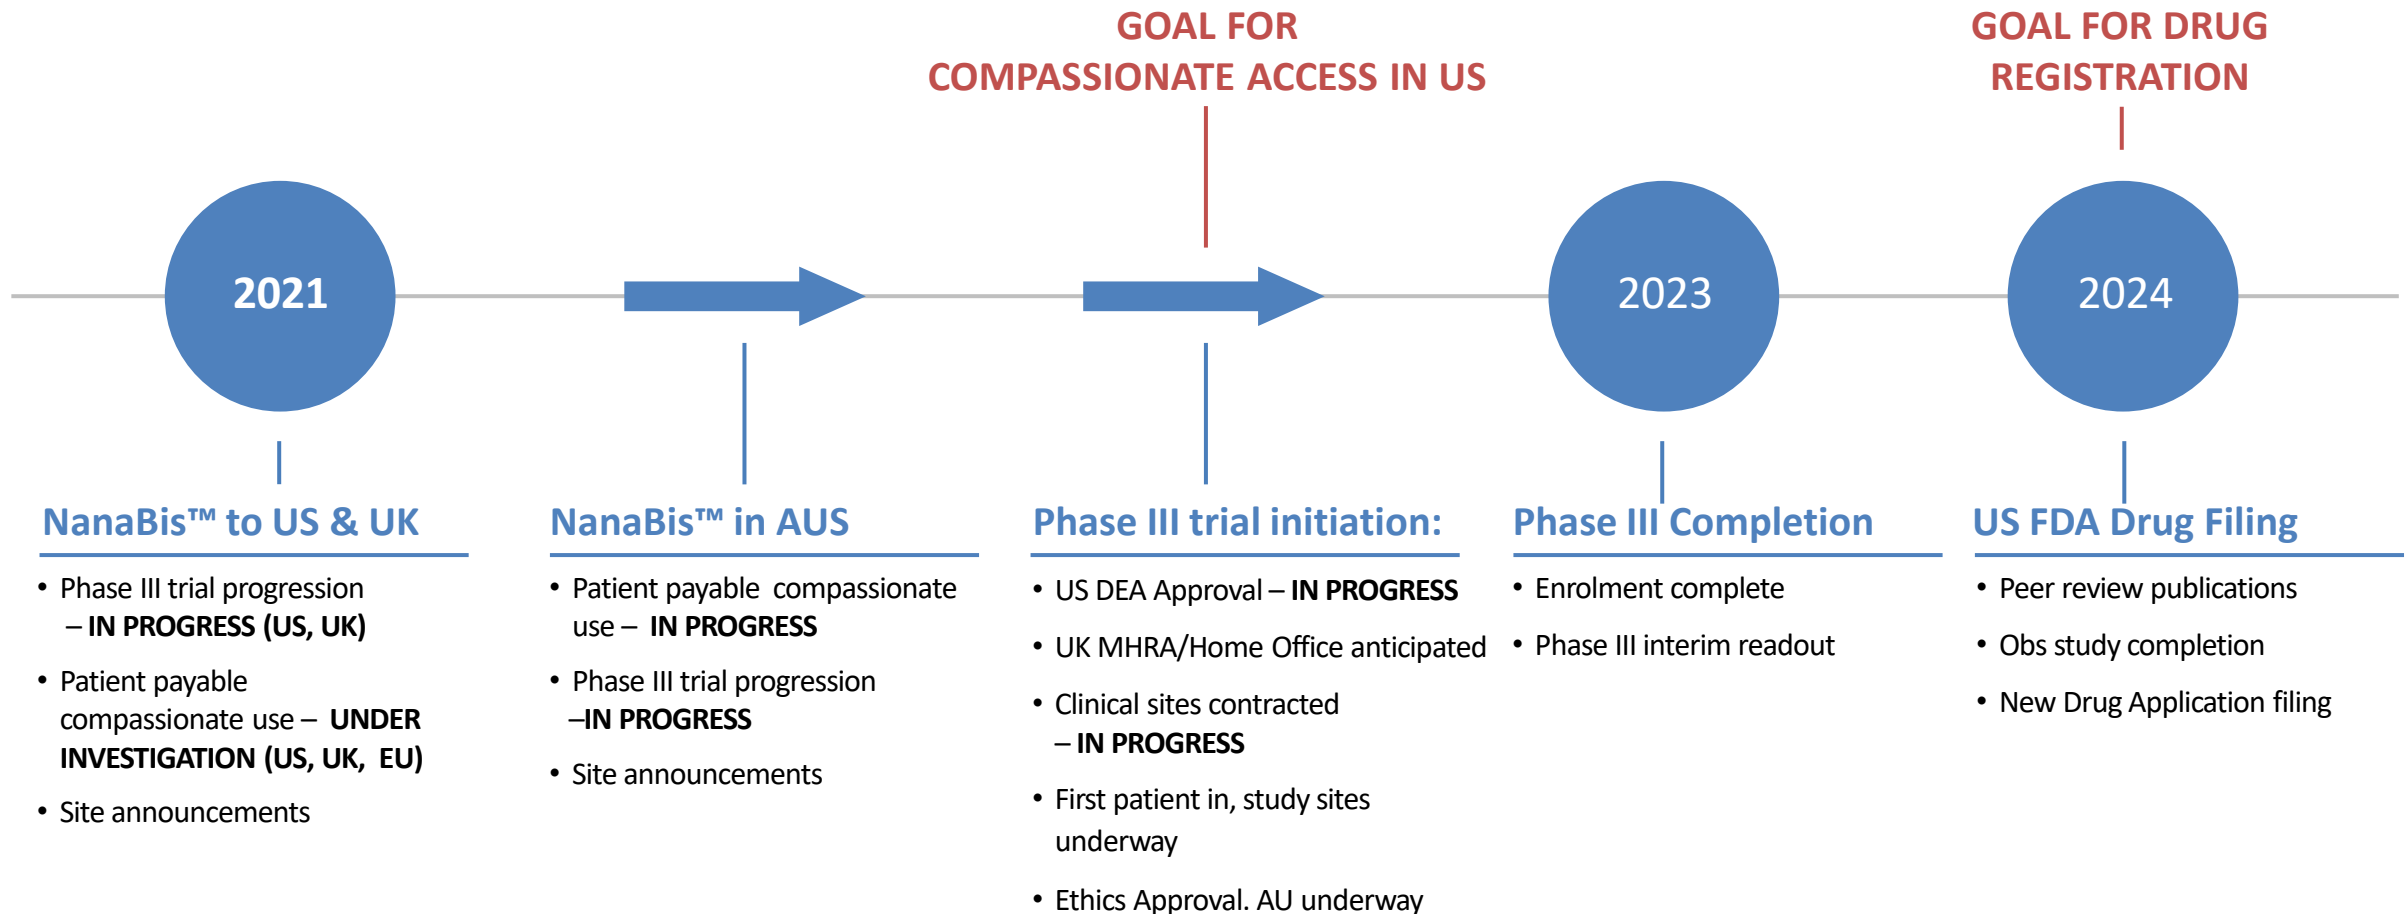 GOAL FOR
COMPASSIONATE ACCESS IN US
GOAL FOR DRUG
REGISTRATION
2021
2023
2024
NanaBis™ to US & UK
• Phase III trial progression
– IN PROGRESS (US, UK)
• Patient payable
compassionate use – UNDER
INVESTIGATION (US, UK, EU)
• Site announcements
NanaBis™ in AUS
• Patient payable compassionate
use – IN PROGRESS
• Phase III trial progression
–IN PROGRESS
• Site announcements
Phase III trial initiation:
• US DEA Approval – IN PROGRESS
• UK MHRA/Home Office anticipated
• Clinical sites contracted
– IN PROGRESS
• First patient in, study sites
underway
• Ethics Approval. AU underway
Phase III Completion
• Enrolment complete
• Phase III interim readout
US FDA Drug Filing
• Peer review publications
• Obs study completion
• New Drug Application filing